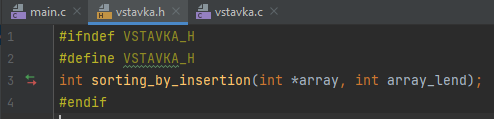 main.c vstavka.h vstavka.c
1 #ifndef VSTAVKA_H
2 #define VSTAVKA_H
3 int sorting_by_insertion(int *array, int array_lend);
4 #endif